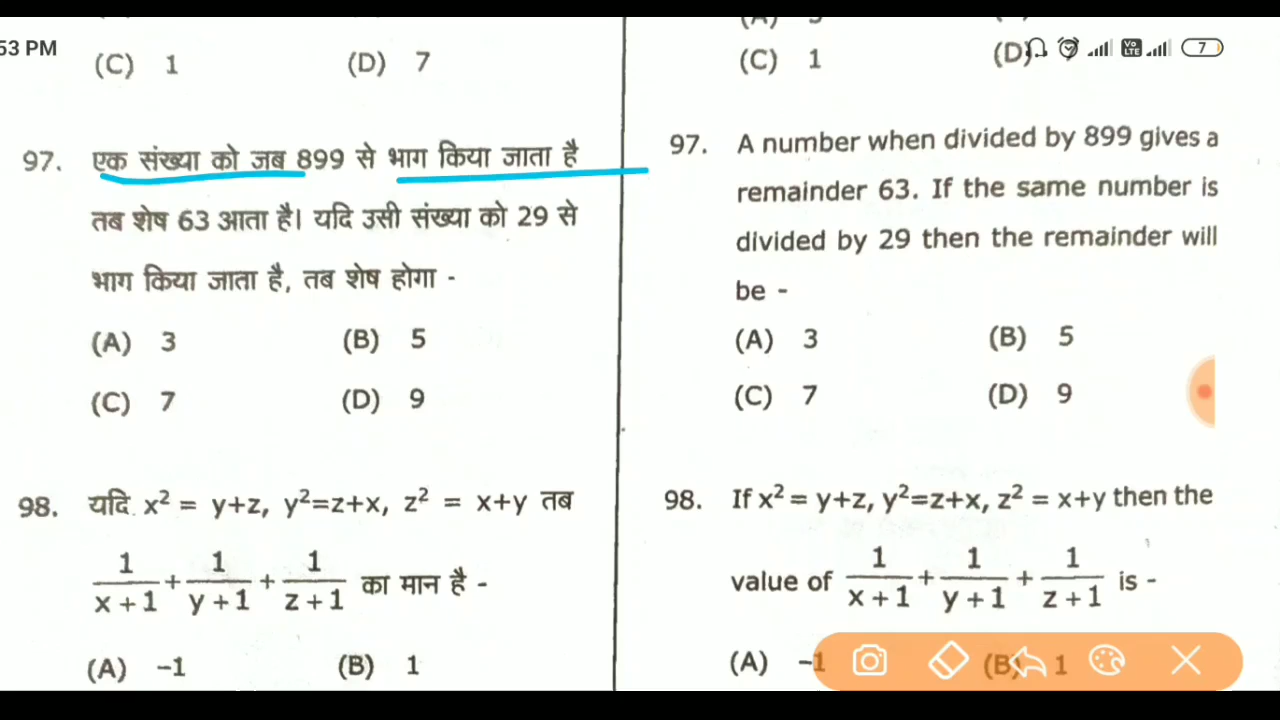 53 PM
7
(C) 1 (D) 7
97. एक संख्या को जब 899 से भाग किया जाता है
तब शेष 63 आता है। यदि उसी संख्या को 29 से
भाग किया जाता है, तब शेष होगा -
(A) 3 (B) 5
(C) 7 (D) 9
98. यदि x² = y+z, y²=z+x, z² = x+y तब
1/(x+1) + 1/(y+1) + 1/(z+1) का मान है -
(A) -1 (B) 1
(C) 1 (D)
97. A number when divided by 899 gives a
remainder 63. If the same number is
divided by 29 then the remainder will
be -
(A) 3 (B) 5
(C) 7 (D) 9
98. If x² = y+z, y²=z+x, z² = x+y then the
value of 1/(x+1) + 1/(y+1) + 1/(z+1) is -
(A) -1 (B) 1